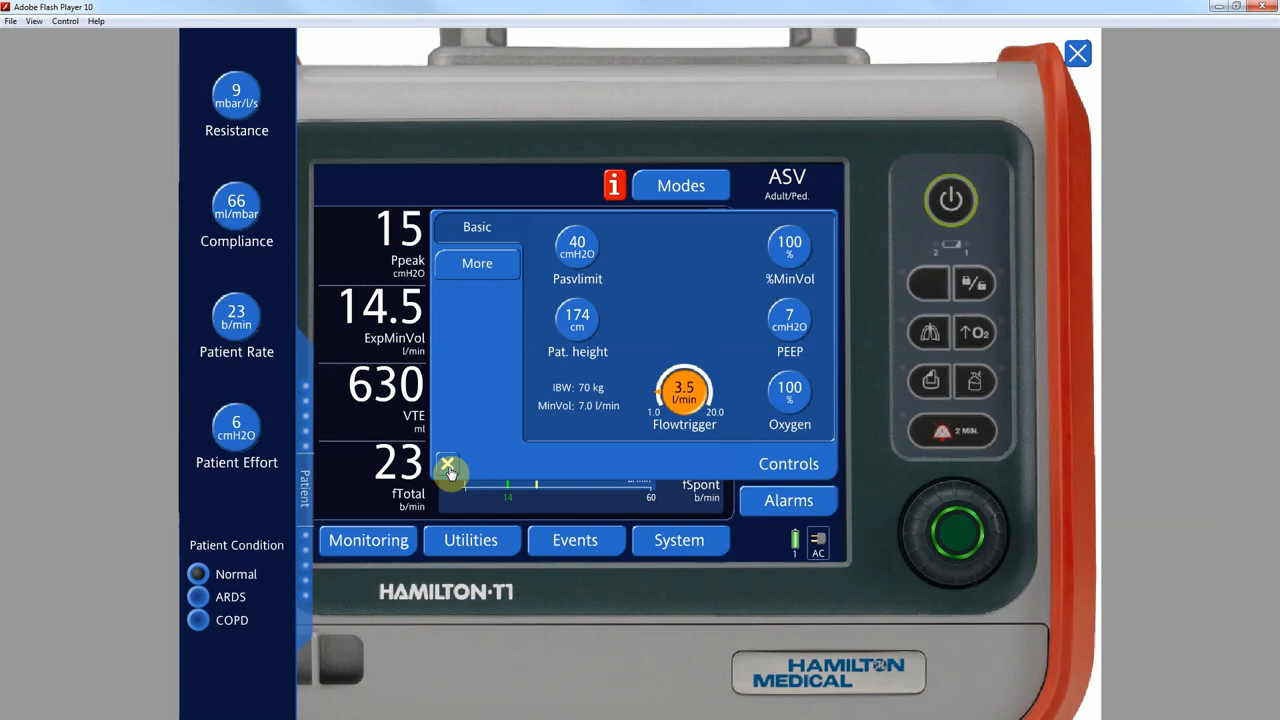 Adobe Flash Player 10
File View Control Help
9
mbar/l/s
Resistance
66
ml/mbar
Compliance
23
b/min
Patient Rate
6
cmH2O
Patient Effort
Patient
Patient Condition
Normal
ARDS
COPD
i
Modes
ASV
Adult/Ped.
15
Ppeak
cmH2O
14.5
ExpMinVol
l/min
630
VTE
ml
23
fTotal
b/min
Basic
More
40
cmH2O
Pasvlimit
100
%
%MinVol
174
cm
Pat. height
7
cmH2O
PEEP
IBW: 70 kg
MinVol: 7.0 l/min
3.5
l/min
1.0 20.0
Flowtrigger
100
%
Oxygen
Controls
b/min
14
60
fSpont
b/min
Alarms
Monitoring
Utilities
Events
System
1
AC
2 1
↑O2
2 MIN.
HAMILTON-T1
HAMILTON
MEDICAL